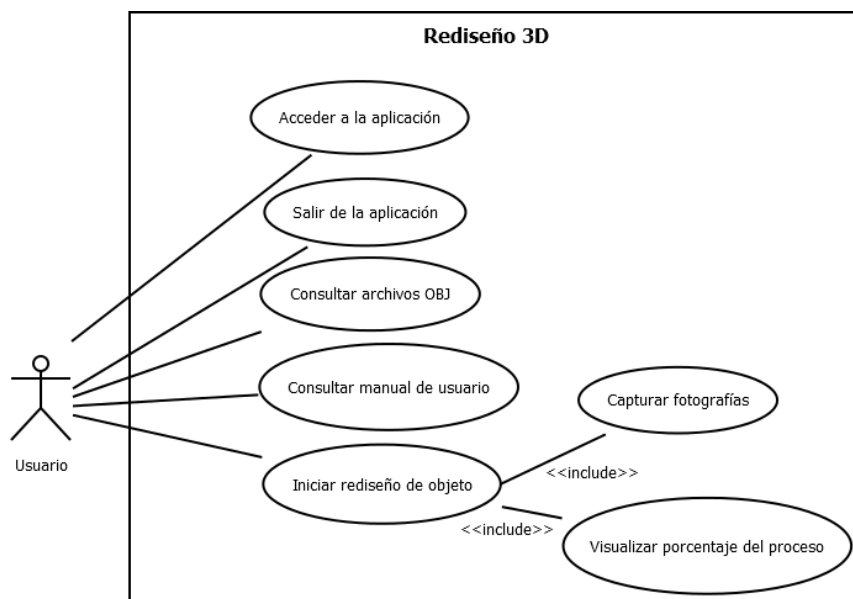 Rediseño 3D
Acceder a la aplicación
Salir de la aplicación
Consultar archivos OBJ
Consultar manual de usuario
Capturar fotografías
Usuario
Iniciar rediseño de objeto
<<include>>
<<include>>
Visualizar porcentaje del proceso